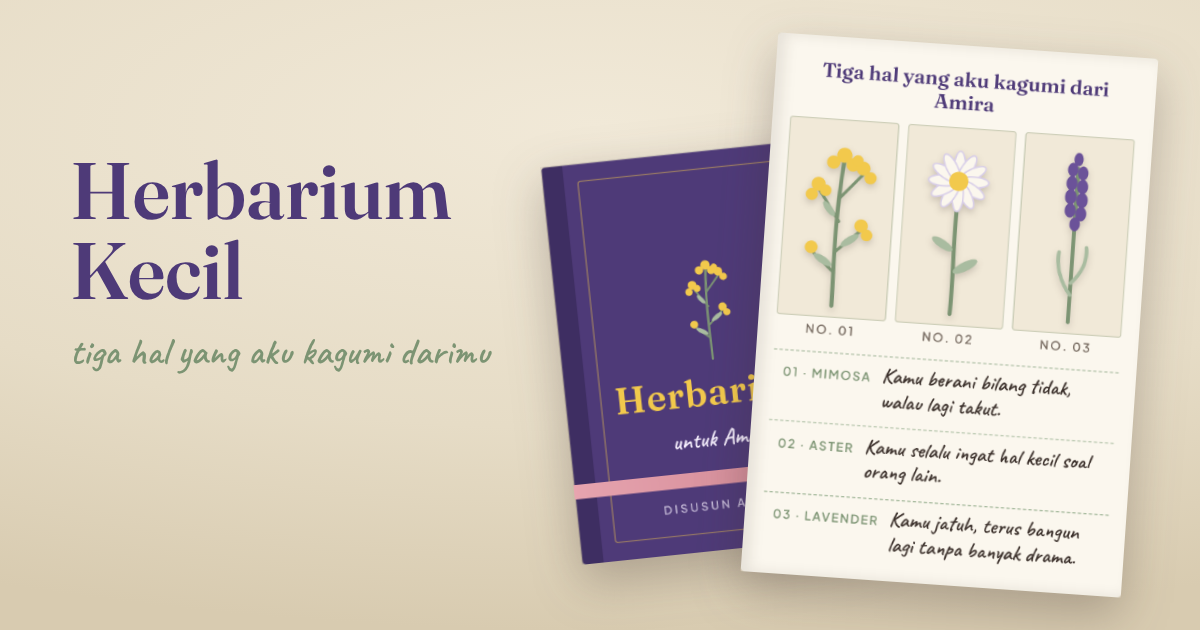 Herbarium
Kecil
tiga hal yang aku kagumi darimu
untuk
DISUSUN
Tiga hal yang aku kagumi dari
Amira
NO. 01
NO. 02
NO. 03
01 · MIMOSA
Kamu berani bilang tidak,
walau lagi takut.
02 · ASTER
Kamu selalu ingat hal kecil soal
orang lain.
03 · LAVENDER
Kamu jatuh, terus bangun
lagi tanpa banyak drama.